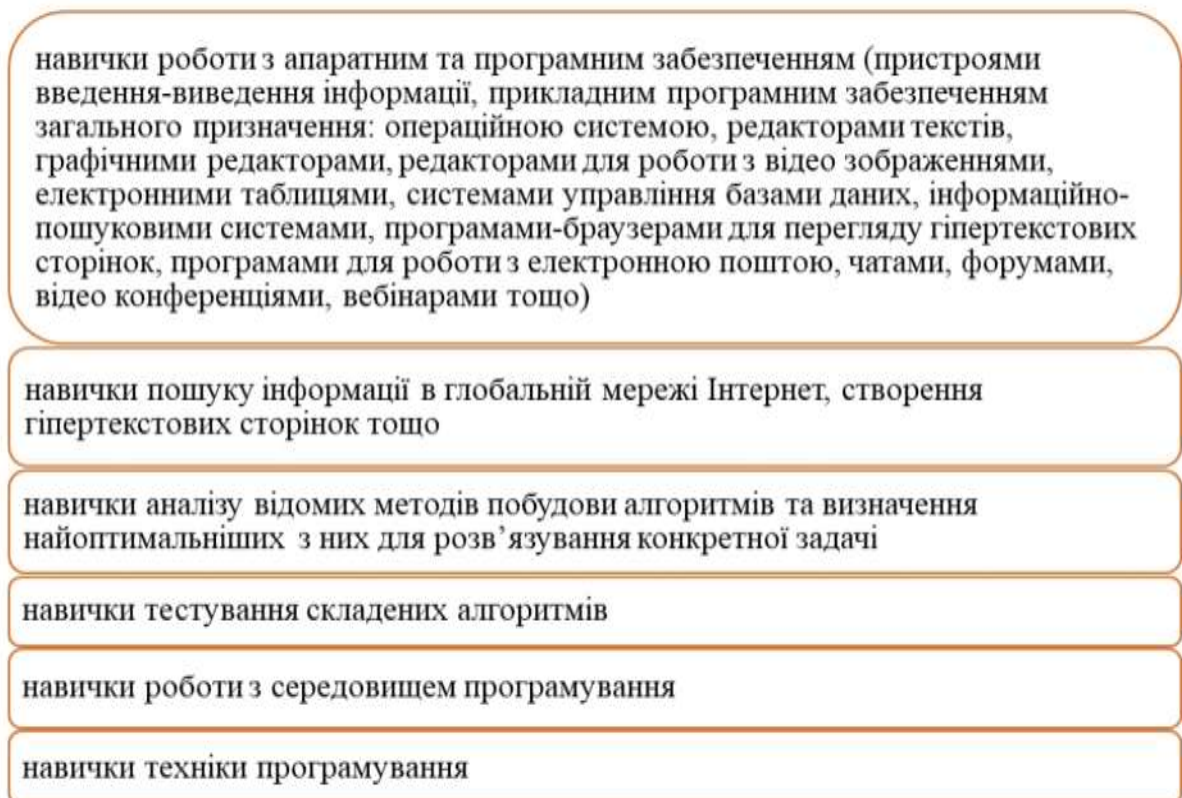 навички роботи з апаратним та програмним забезпеченням (пристроями
введення-виведення інформації, прикладним програмним забезпеченням
загального призначення: операційною системою, редакторами текстів,
графічними редакторами, редакторами для роботи з відео зображеннями,
електронними таблицями, системами управління базами даних, інформаційно-
пошуковими системами, програмами-браузерами для перегляду гіпертекстових
сторінок, програмами для роботи з електронною поштою, чатами, форумами,
відео конференціями, вебінарами тощо)
навички пошуку інформації в глобальній мережі Інтернет, створення
гіпертекстових сторінок тощо
навички аналізу відомих методів побудови алгоритмів та визначення
найоптимальніших з них для розв’язування конкретної задачі
навички тестування складених алгоритмів
навички роботи з середовищем програмування
навички техніки програмування